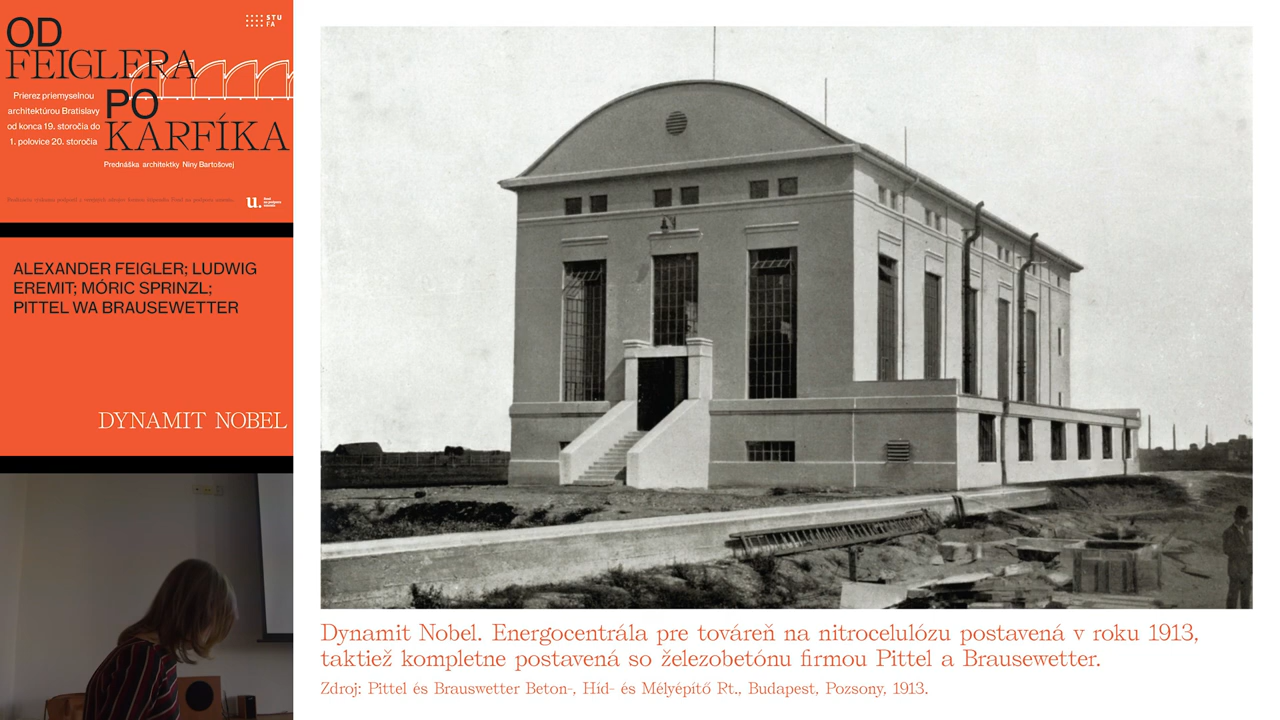 OD
FEIGLERA
PO
KARFÍKA
STU
FA
Prierez priemyselnou
architektúrou Bratislavy
od konca 19. storočia do
1. polovice 20. storočia
Prednáška architektky Niny Bartošovej
u.
ALEXANDER FEIGLER; LUDWIG
EREMIT; MÓRIC SPRINZL;
PITTEL WA BRAUSEWETTER
DYNAMIT NOBEL
Dynamit Nobel. Energocentrála pre továreň na nitrocelulózu postavená v roku 1913,
taktiež kompletne postavená so železobetónu firmou Pittel a Brausewetter.
Zdroj: Pittel és Brauswetter Beton-, Híd- és Mélyépítő Rt., Budapest, Pozsony, 1913.